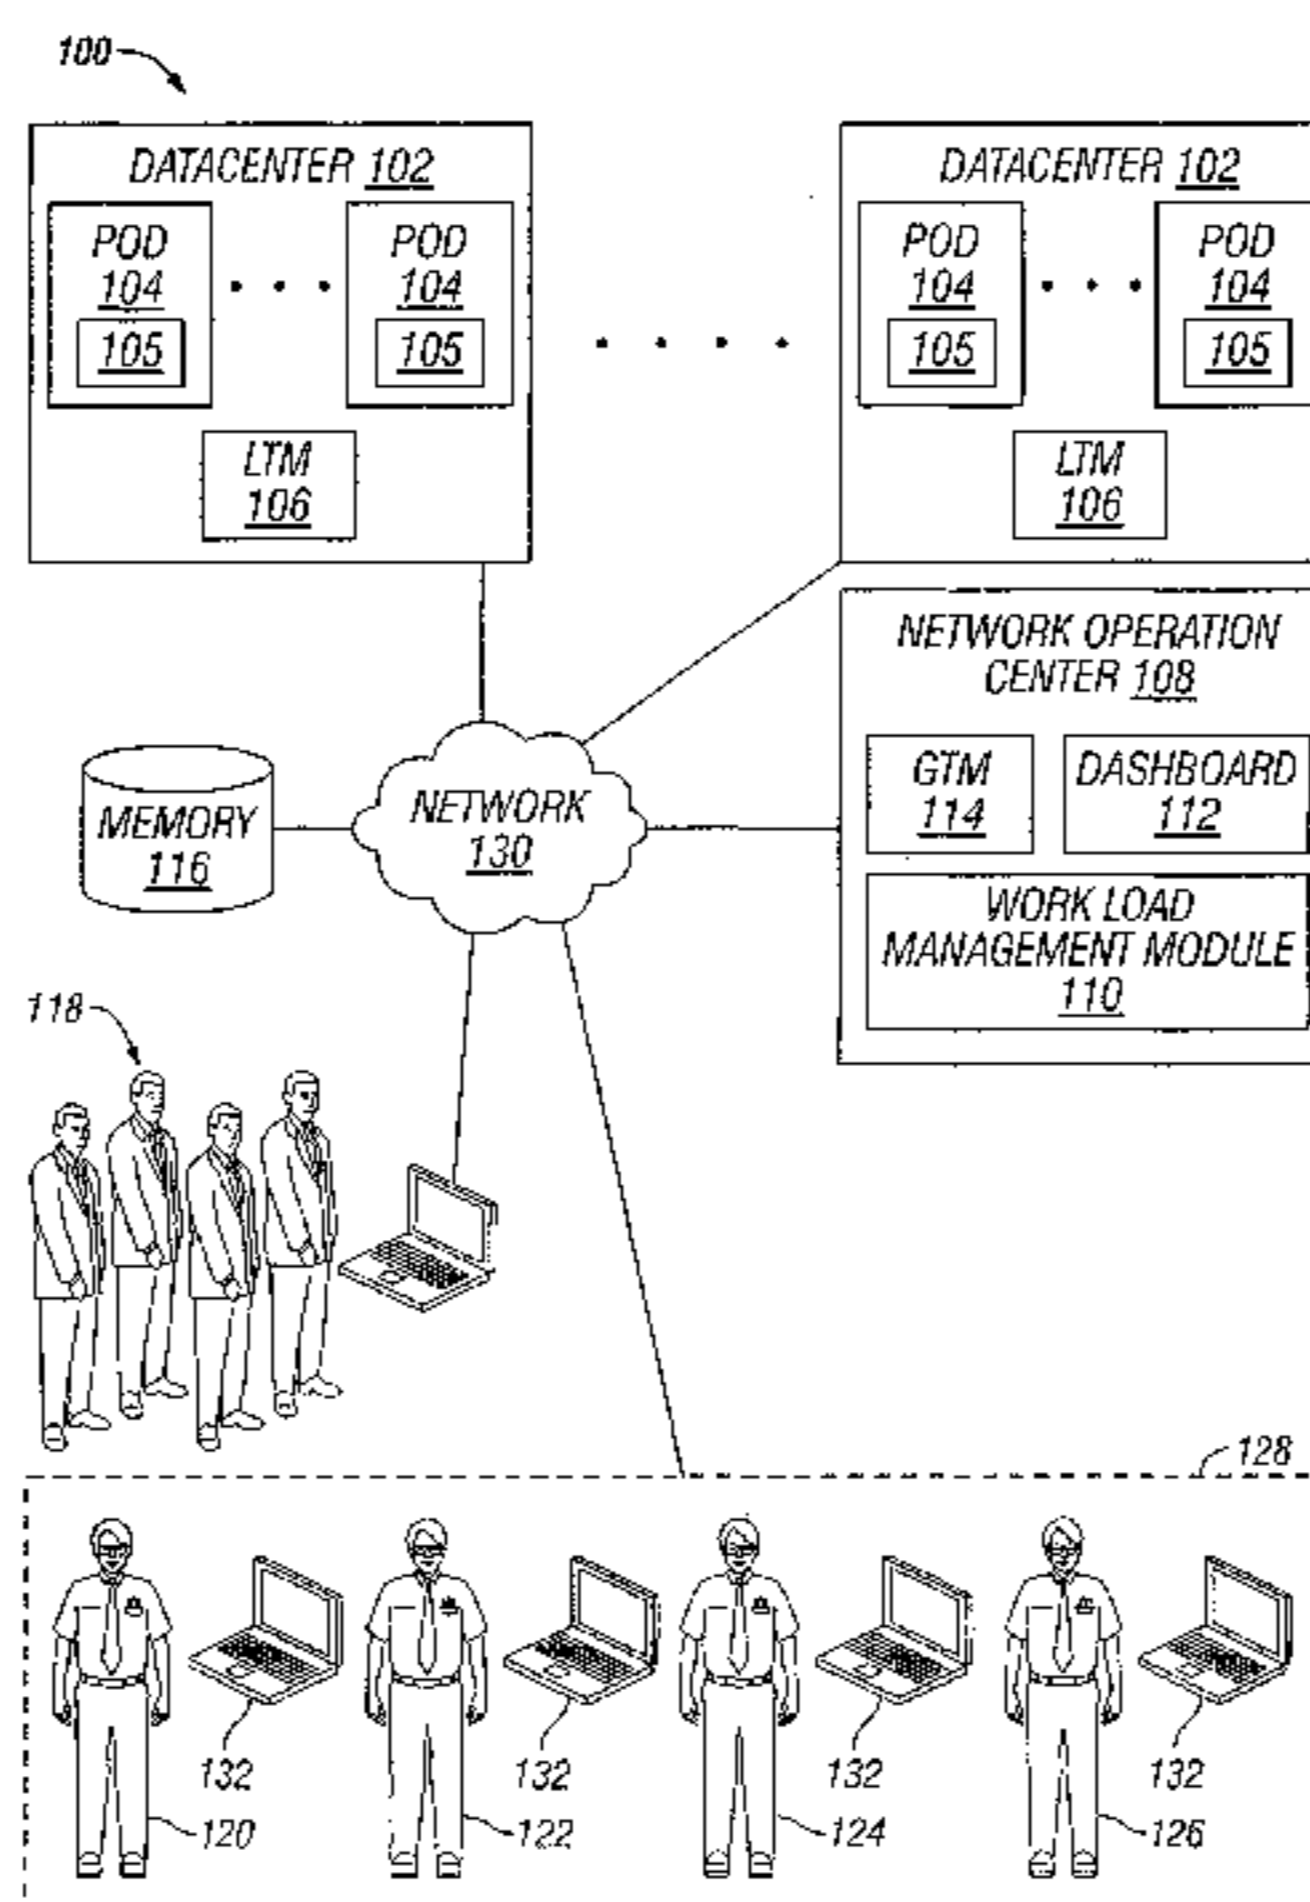 100
DATACENTER 102
POD
104
105
POD
104
105
LTM
106
DATACENTER 102
POD
104
105
POD
104
105
LTM
106
NETWORK OPERATION
CENTER 108
GTM
114
DASHBOARD
112
WORK LOAD
MANAGEMENT MODULE
110
MEMORY
116
NETWORK
130
118
128
132
132
132
132
120
122
124
126